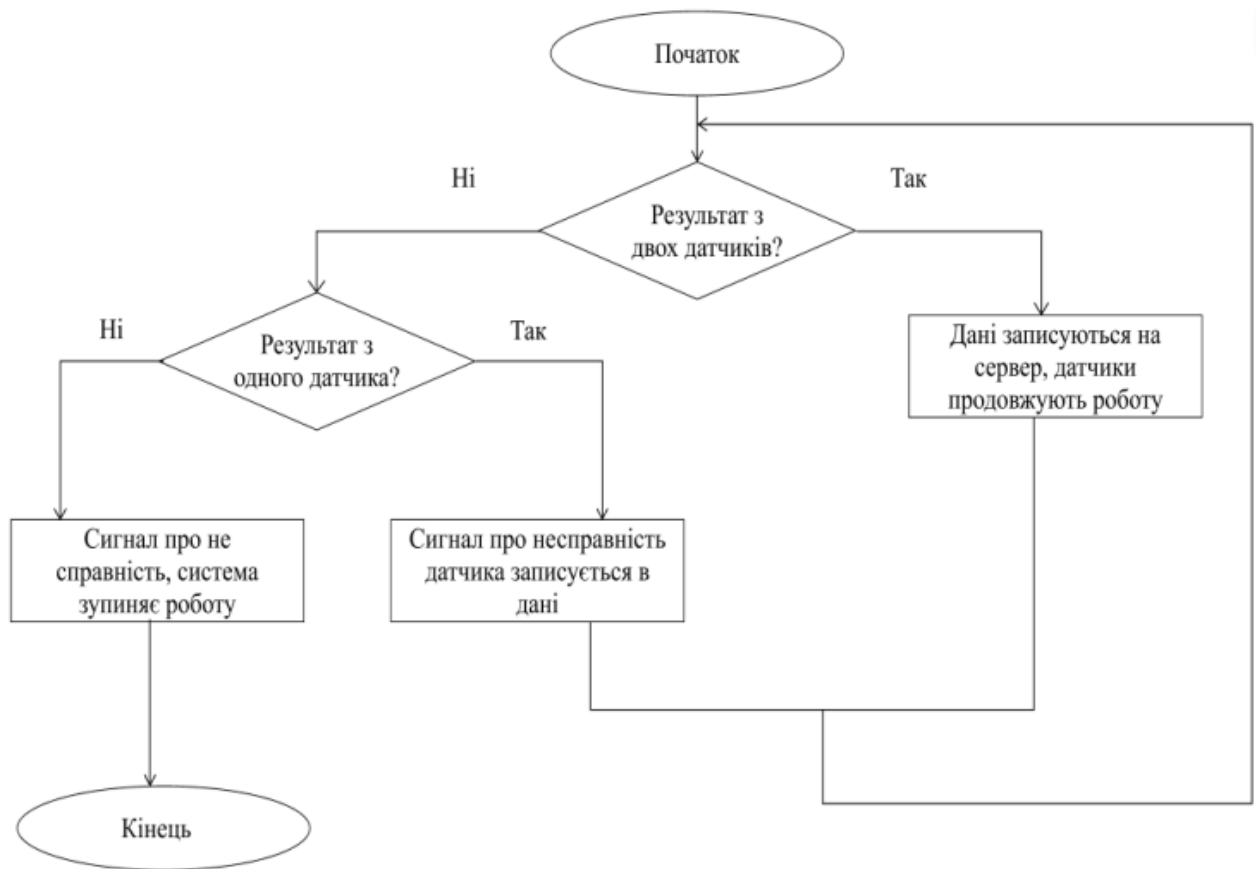 Початок
Ні
Так
Результат з
двох датчиків?
Ні
Так
Результат з
одного датчика?
Дані записуються на
сервер, датчики
продовжують роботу
Сигнал про не
справність, система
зупиняє роботу
Сигнал про несправність
датчика записується в
дані
Кінець